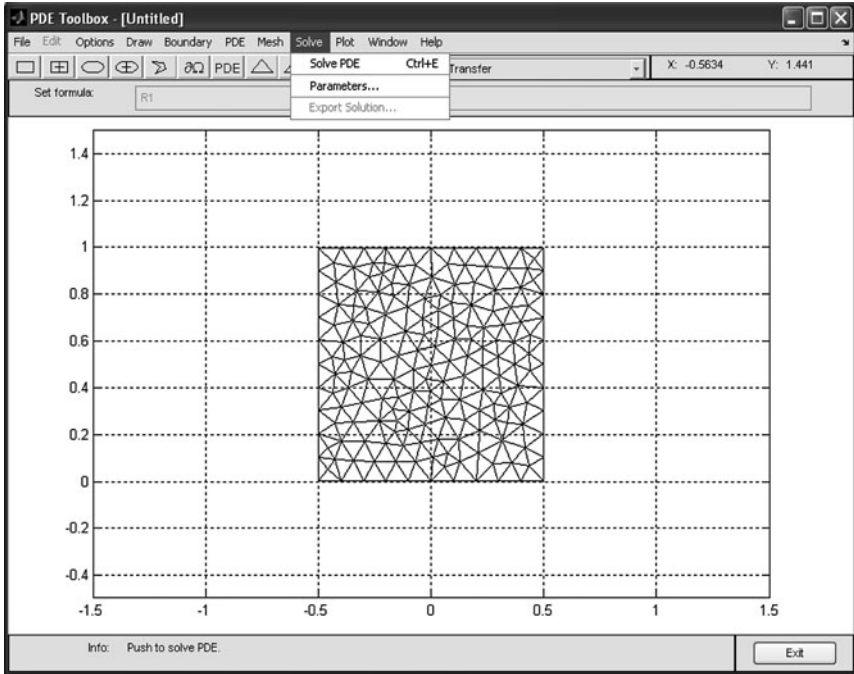 PDE Toolbox - [Untitled]
File Edit Options Draw Boundary PDE Mesh Solve Plot Window Help
∂Ω PDE Transfer X: -0.5634 Y: 1.441
Solve PDE Ctrl+E
Parameters...
Export Solution...
Set formula: R1
1.4
1.2
1
0.8
0.6
0.4
0.2
0
-0.2
-0.4
-1.5 -1 -0.5 0 0.5 1 1.5
Info: Push to solve PDE.
Exit